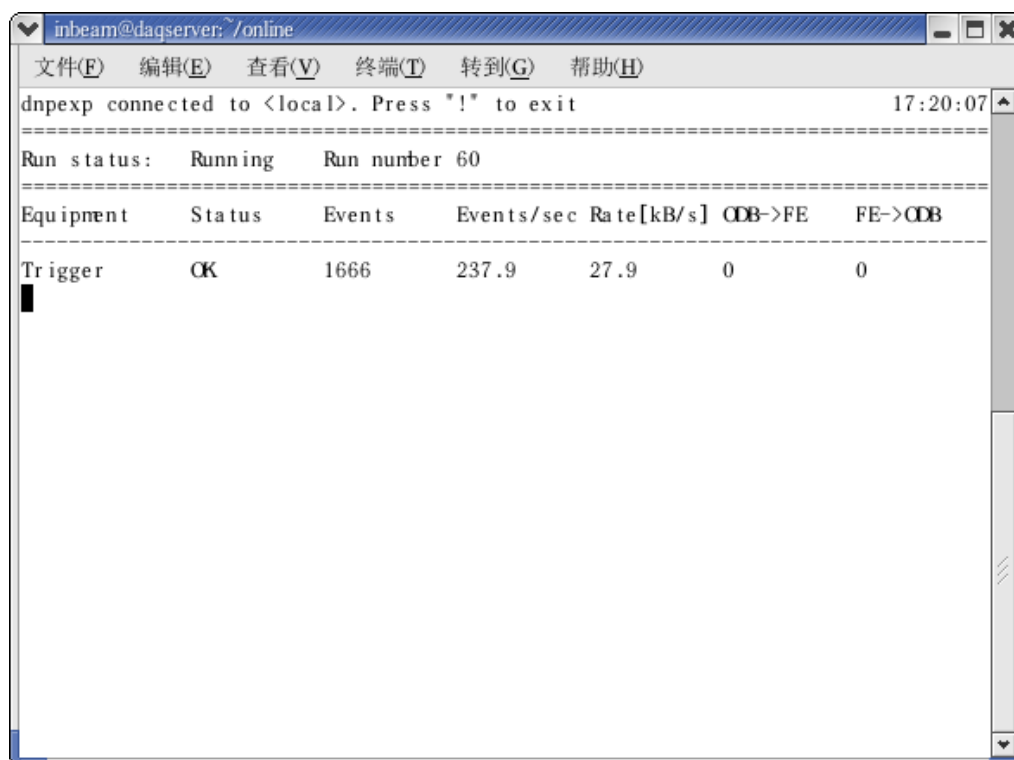 inbeam@daqserver:~/online
文件(F) 编辑(E) 查看(V) 终端(T) 转到(G) 帮助(H)
dnpexp connected to <local>. Press "!" to exit 17:20:07
================================================================================
Run status: Running Run number 60
================================================================================
Equipment Status Events Events/sec Rate[kB/s] ODB->FE FE->ODB
--------------------------------------------------------------------------------
Trigger OK 1666 237.9 27.9 0 0